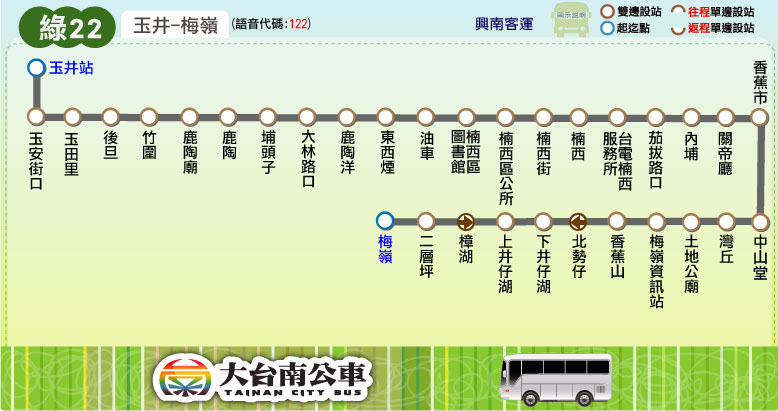 綠22
玉井-梅嶺
(語音代碼:122)
興南客運
圖示說明
雙邊設站
往程單邊設站
起迄點
返程單邊設站
玉井站
玉安街口
玉田里
後旦
竹圍
鹿陶廟
鹿陶
埔頭子
大林路口
鹿陶洋
東西煙
油車
楠西區
圖書館
楠西區公所
楠西街
楠西
台電楠西
服務所
茄拔路口
內埔
關帝廳
香蕉市
中山堂
灣丘
土地公廟
梅嶺資訊站
香蕉山
北勢仔
下井仔湖
上井仔湖
樟湖
二層坪
梅嶺
大台南公車
TAINAN CITY BUS